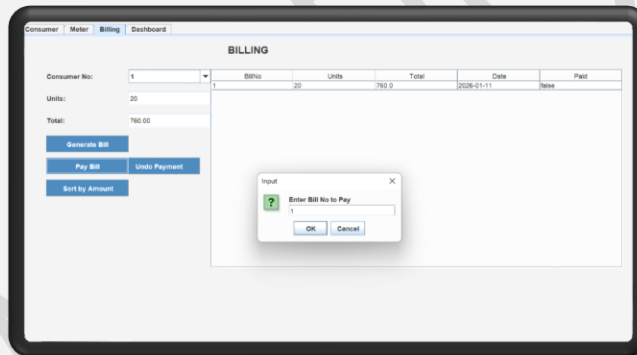 Consumer Meter Billing Dashboard
BILLING
Consumer No: 1
BillNo Units Total Date Paid
1 20 760.0 2026-01-11 false
Units: 20
Total: 760.00
Generate Bill
Pay Bill Undo Payment
Sort by Amount
Input
Enter Bill No to Pay
1
OK Cancel